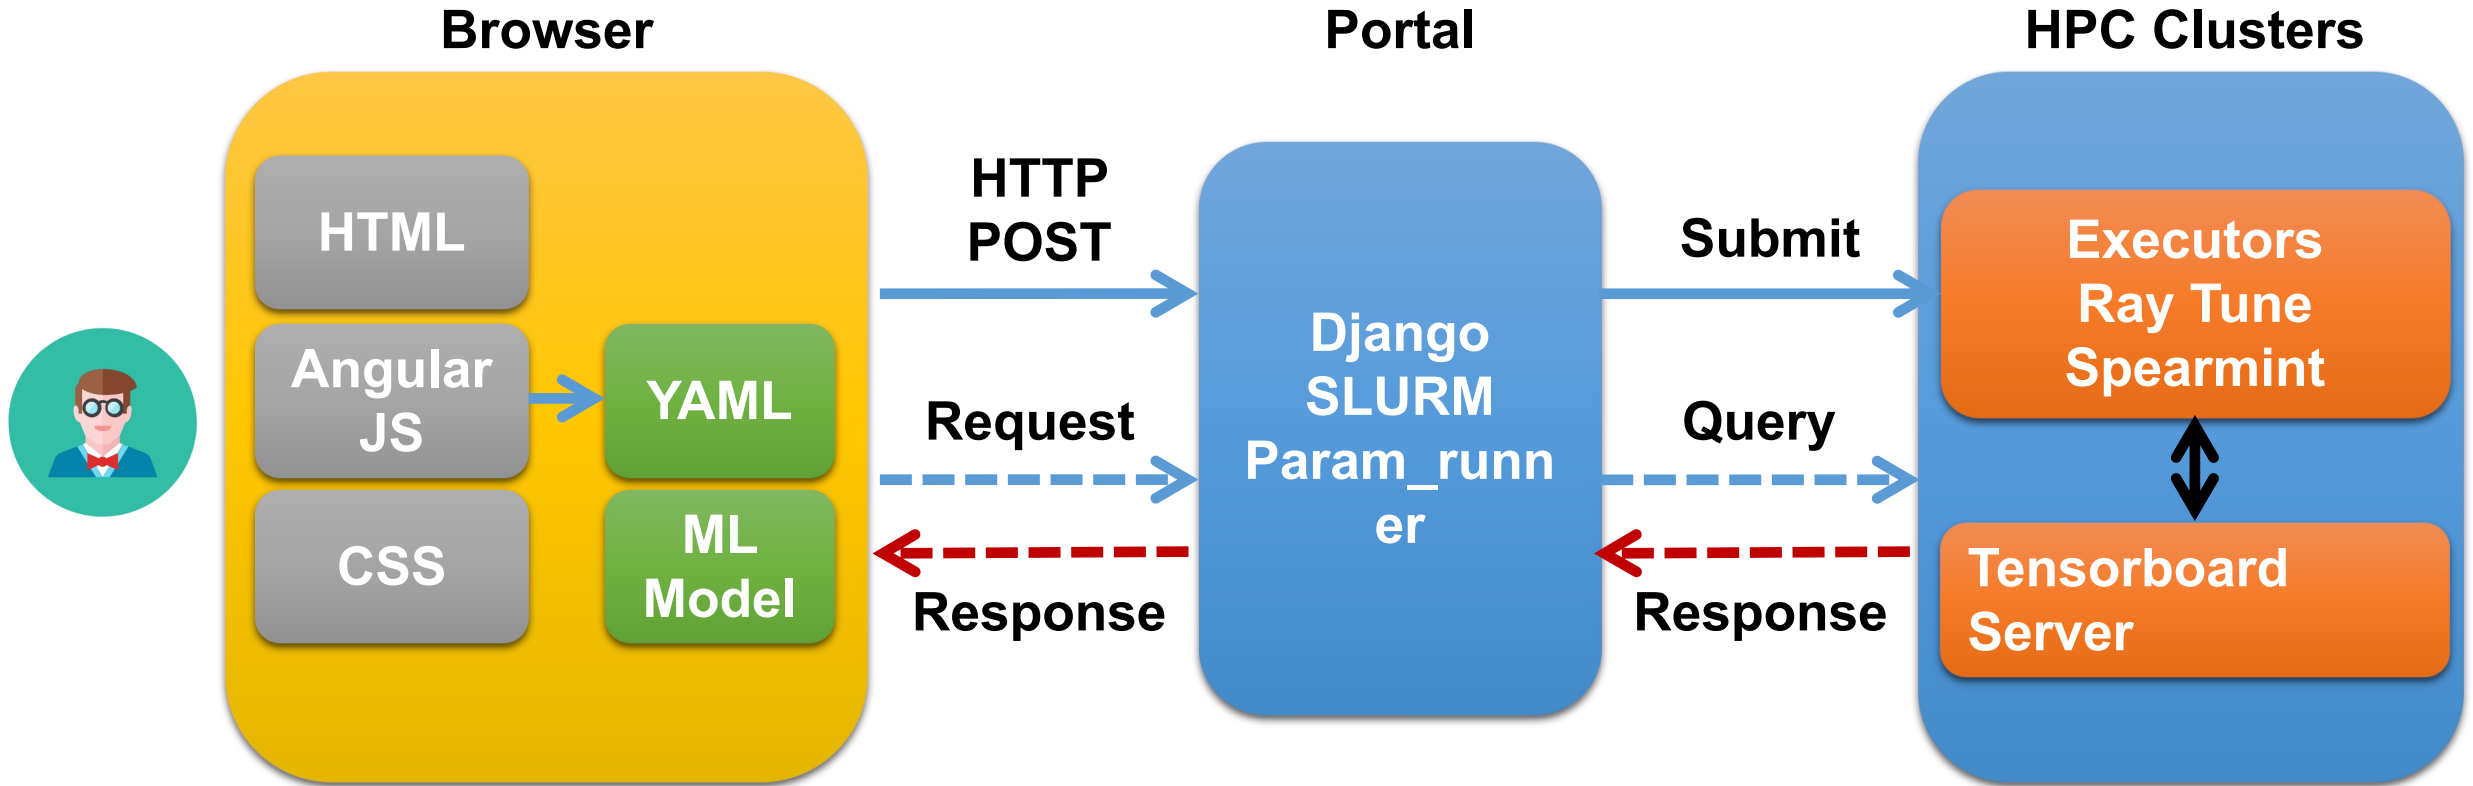 Browser
Portal
HPC Clusters
HTML
Angular
JS
CSS
YAML
ML
Model
HTTP
POST
Request
Response
Django
SLURM
Param_runn
er
Submit
Query
Response
Executors
Ray Tune
Spearmint
Tensorboard
Server